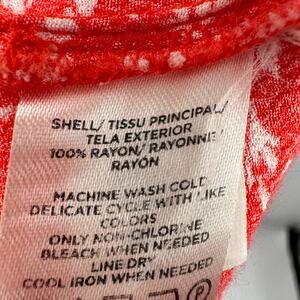 SHELL/ TISSU PRINCIPAL/
TELA EXTERIOR
100% RAYON/ RAYONNE/
RAYÓN
MACHINE WASH COLD
DELICATE CYCLE WITH LIKE
COLORS
ONLY NON-CHLORINE
BLEACH WHEN NEEDED
LINE DRY
COOL IRON WHEN NEEDED